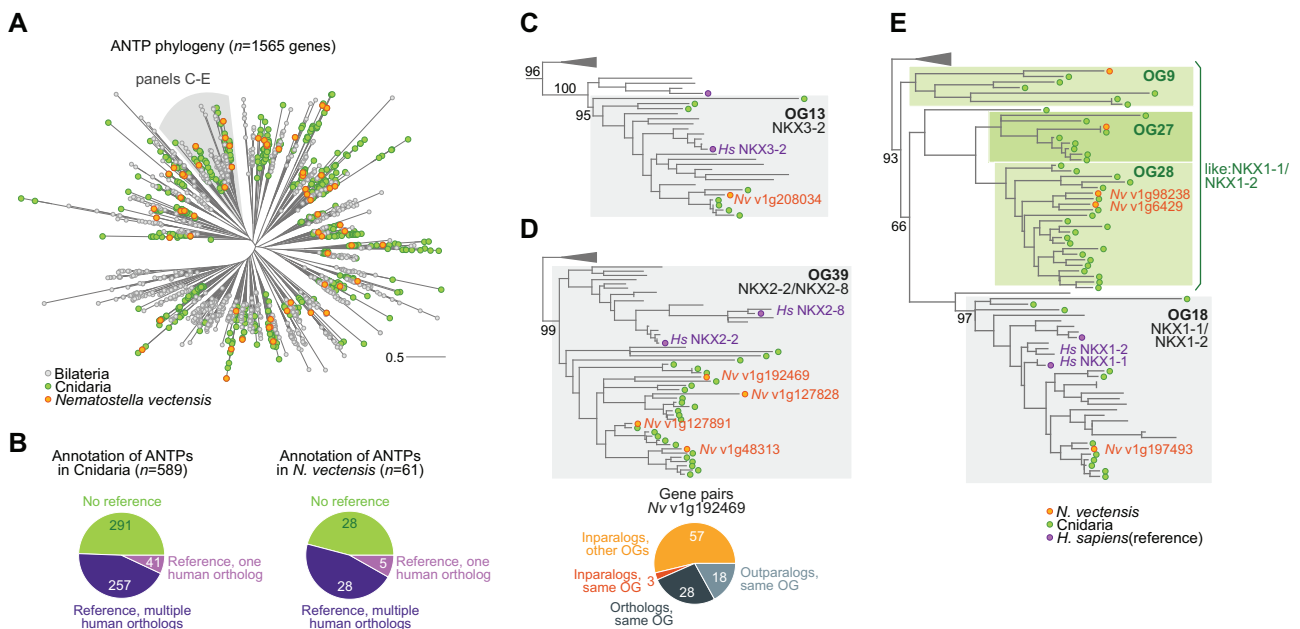 A
ANTP phylogeny (n=1565 genes)
panels C-E
0.5
Bilateria
Cnidaria
Nematostella vectensis
B
Annotation of ANTPs
in Cnidaria (n=589)
No reference
291
41
Reference, one
human ortholog
257
Reference, multiple
human orthologs
Annotation of ANTPs
in N. vectensis (n=61)
No reference
28
5
Reference, one
human ortholog
28
Reference, multiple
human orthologs
C
96
100
95
OG13
NKX3-2
Hs NKX3-2
Nv v1g208034
D
OG39
NKX2-2/NKX2-8
Hs NKX2-8
99
Hs NKX2-2
Nv v1g192469
Nv v1g127828
Nv v1g127891
Nv v1g48313
Gene pairs
Nv v1g192469
Inparalogs,
other OGs
57
Inparalogs,
same OG
3
18
Outparalogs,
same OG
28
Orthologs,
same OG
E
OG9
OG27
93
like:NKX1-1/
NKX1-2
OG28
Nv v1g98238
Nv v1g6429
66
97
OG18
NKX1-1/
NKX1-2
Hs NKX1-2
Hs NKX1-1
Nv v1g197493
N. vectensis
Cnidaria
H. sapiens(reference)